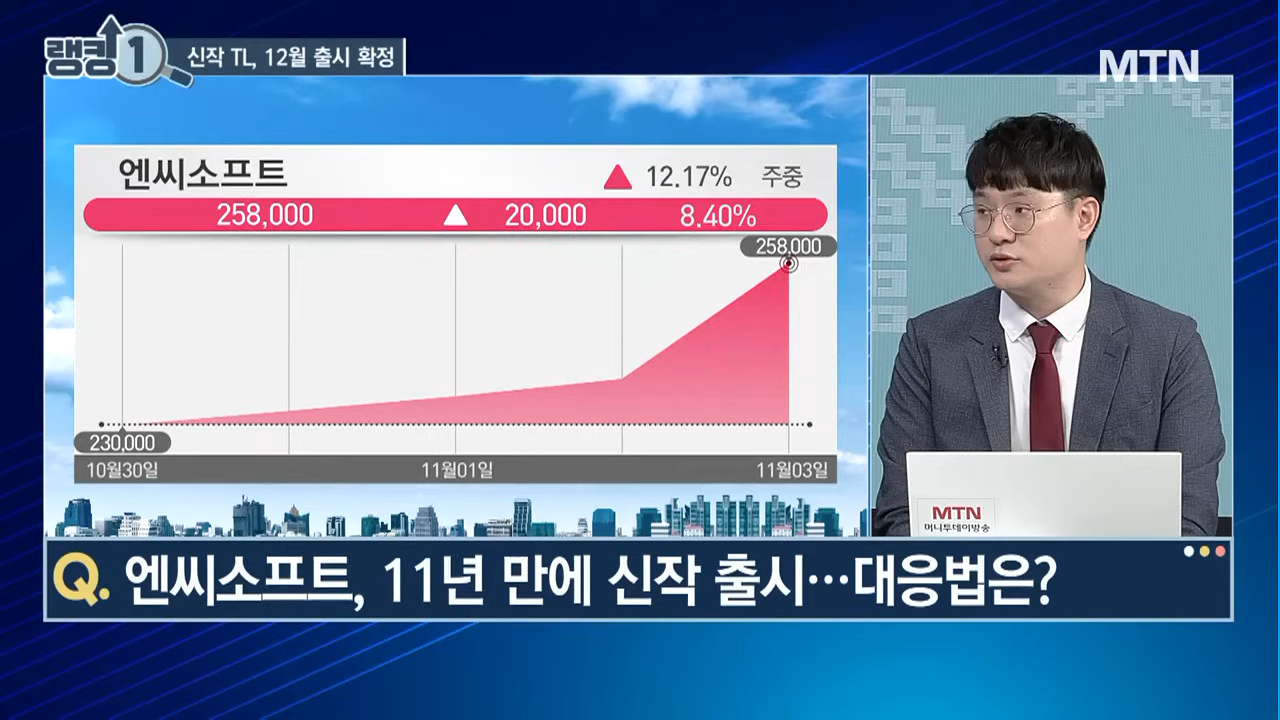 랭킹 1
신작 TL, 12월 출시 확정
MTN
엔씨소프트
▲ 12.17% 주중
258,000 ▲ 20,000 8.40%
258,000
230,000
10월30일 11월01일 11월03일
MTN
머니투데이방송
Q. 엔씨소프트, 11년 만에 신작 출시…대응법은?